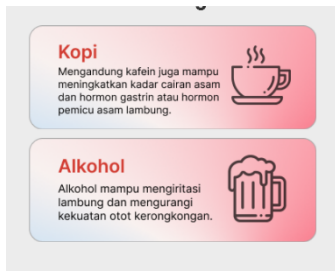 Kopi
Mengandung kafein juga mampu
meningkatkan kadar cairan asam
dan hormon gastrin atau hormon
pemicu asam lambung.
Alkohol
Alkohol mampu mengiritasi
lambung dan mengurangi
kekuatan otot kerongkongan.